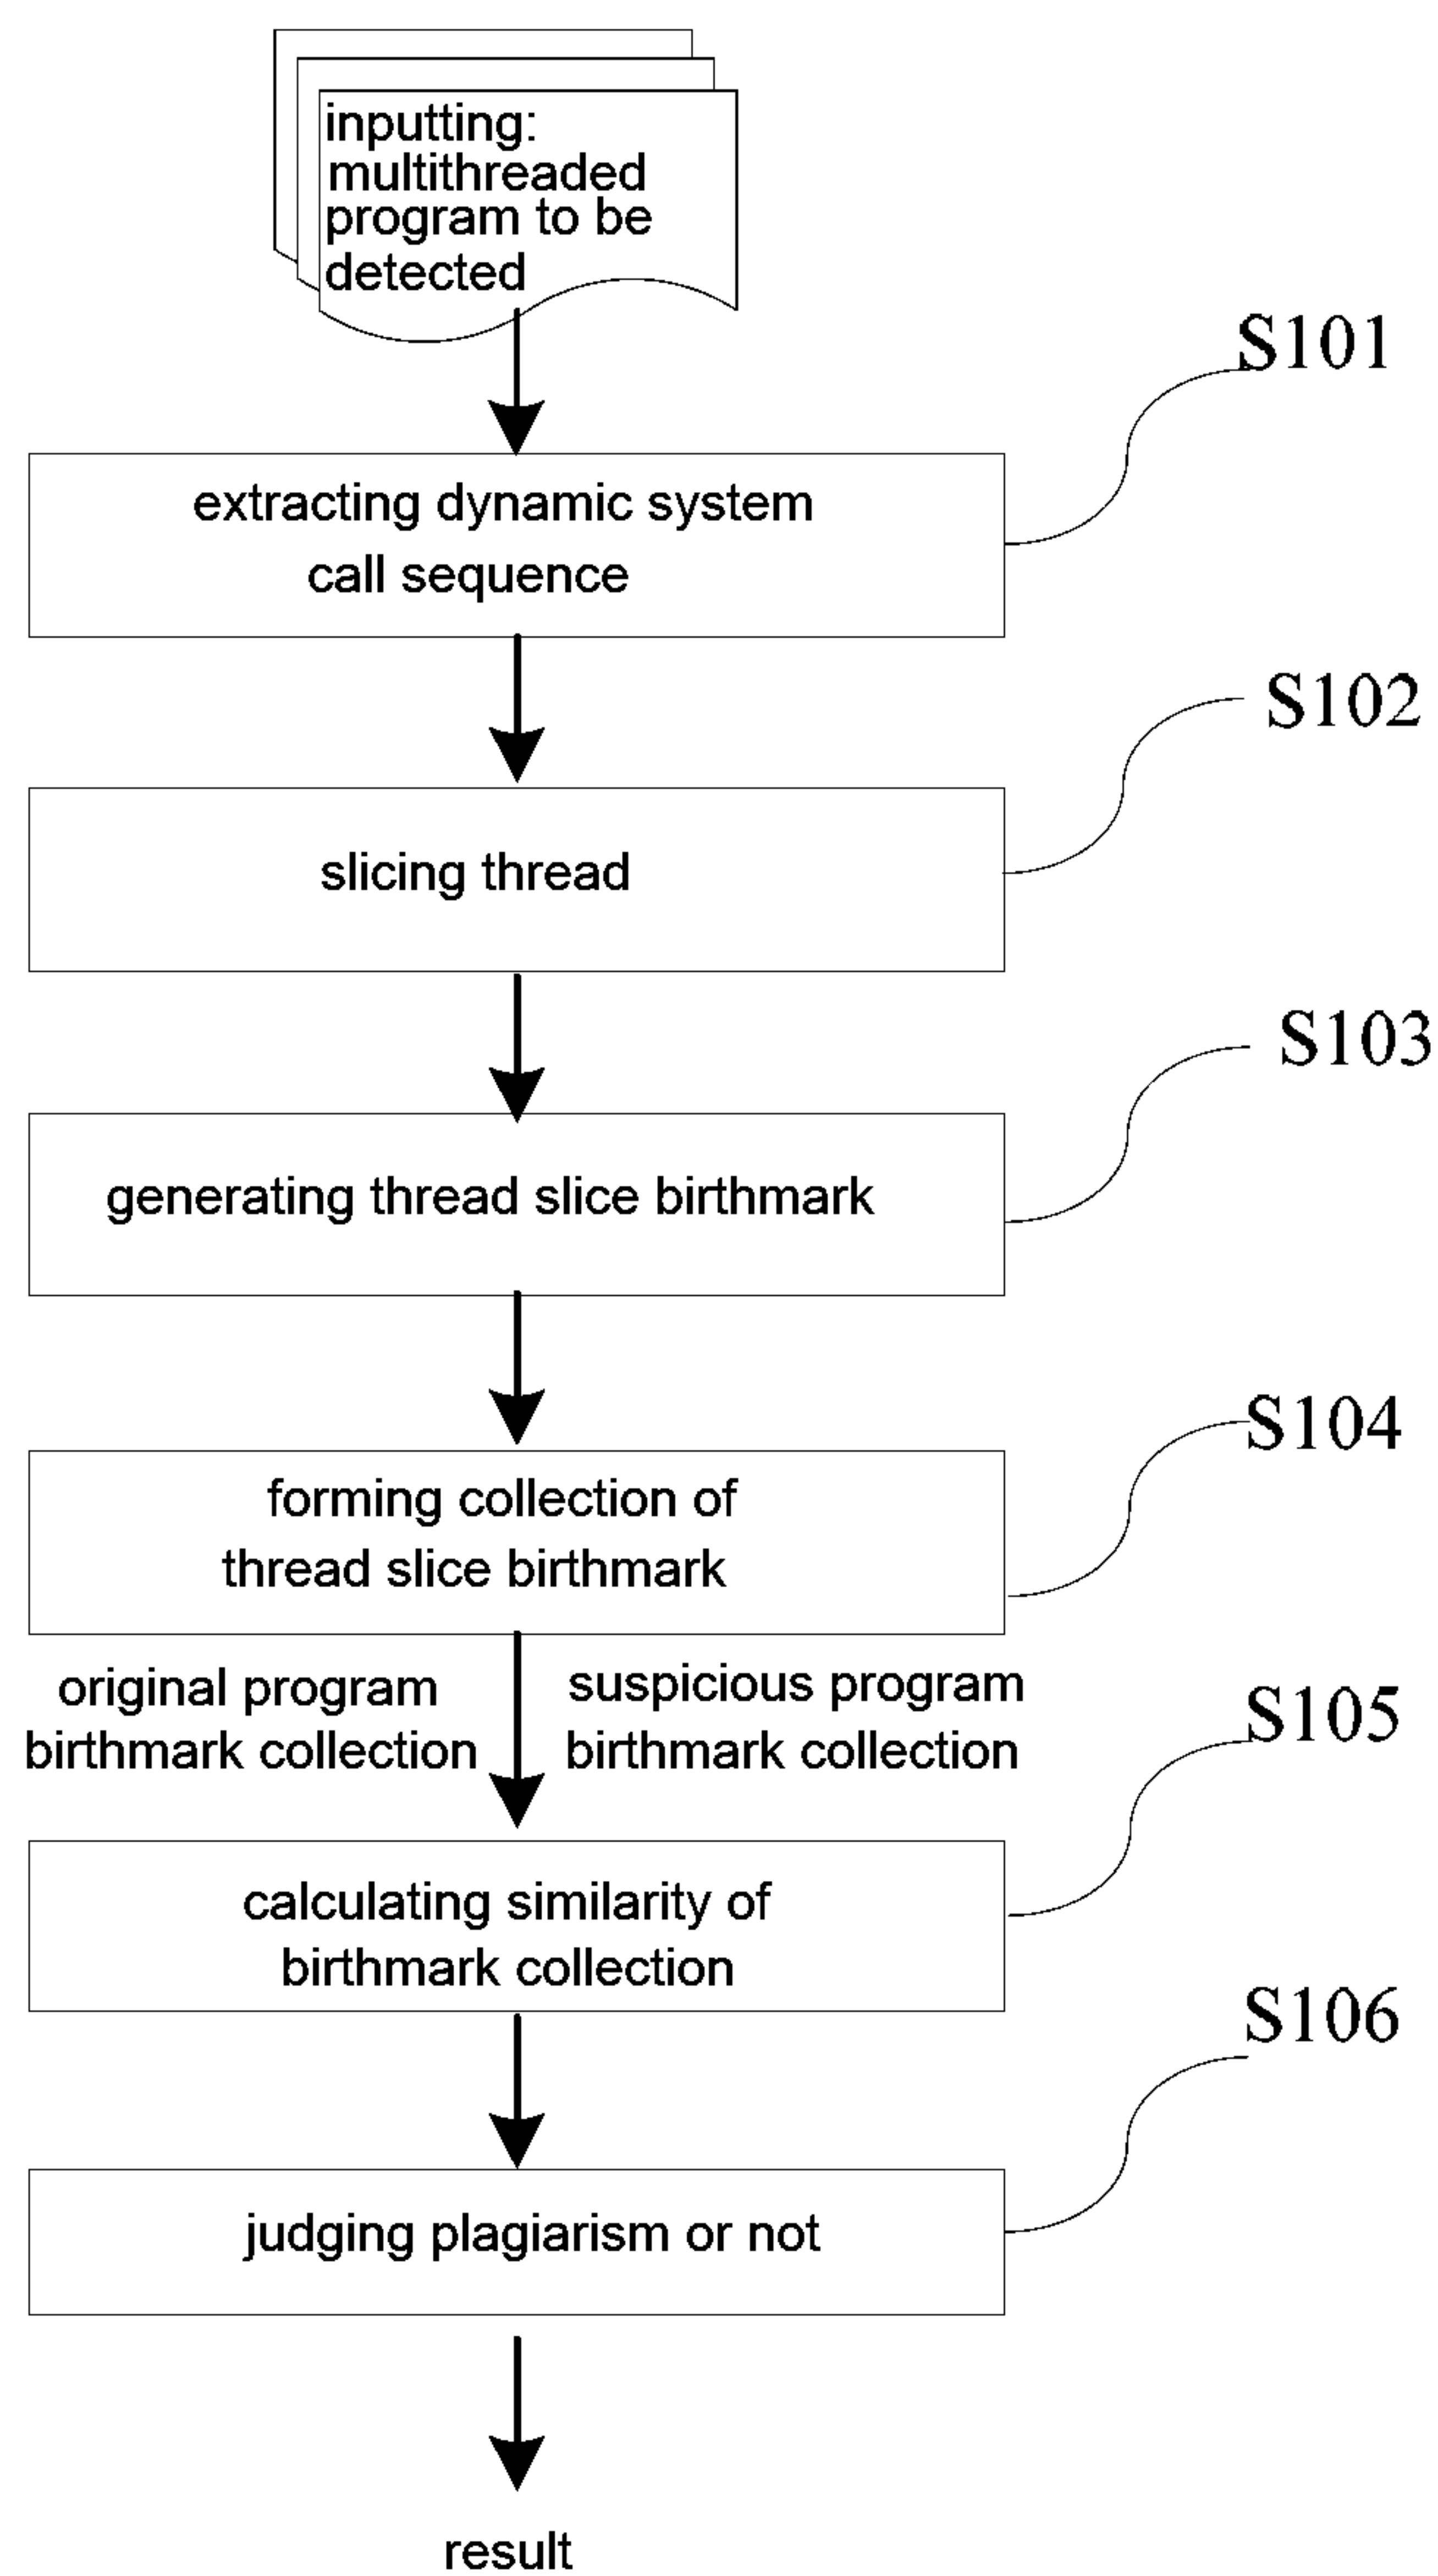 inputting:
multithreaded
program to be
detected
S101
extracting dynamic system
call sequence
S102
slicing thread
S103
generating thread slice birthmark
S104
forming collection of
thread slice birthmark
original program
birthmark collection
suspicious program
birthmark collection
S105
calculating similarity of
birthmark collection
S106
judging plagiarism or not
result